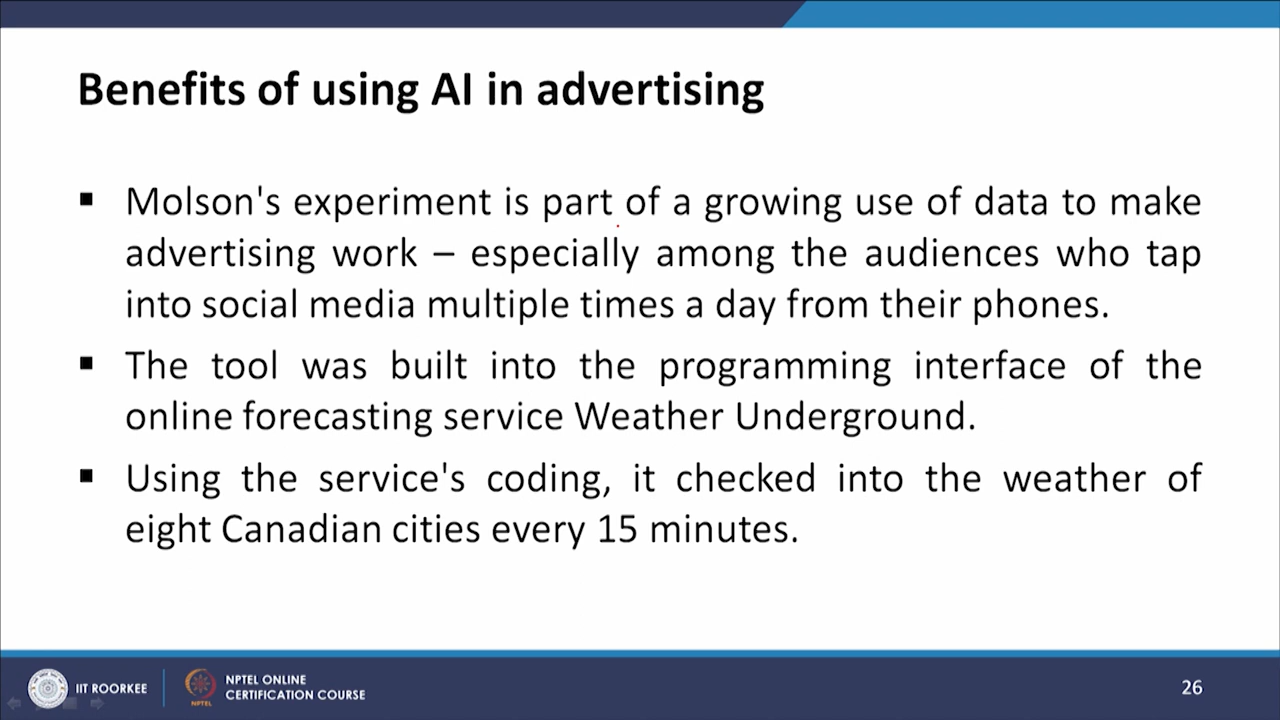 Benefits of using AI in advertising
▪ Molson's experiment is part of a growing use of data to make
advertising work – especially among the audiences who tap
into social media multiple times a day from their phones.
▪ The tool was built into the programming interface of the
online forecasting service Weather Underground.
▪ Using the service's coding, it checked into the weather of
eight Canadian cities every 15 minutes.
IIT ROORKEE
NPTEL
NPTEL ONLINE
CERTIFICATION COURSE
26